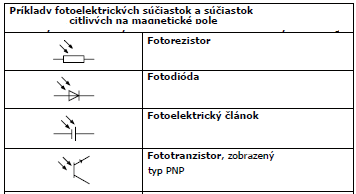 Príklady fotoelektrických súčiastok a súčiastok
citlivých na magnetické pole
Fotorezistor
Fotodióda
Fotoelektrický článok
Fototranzistor, zobrazený
typ PNP